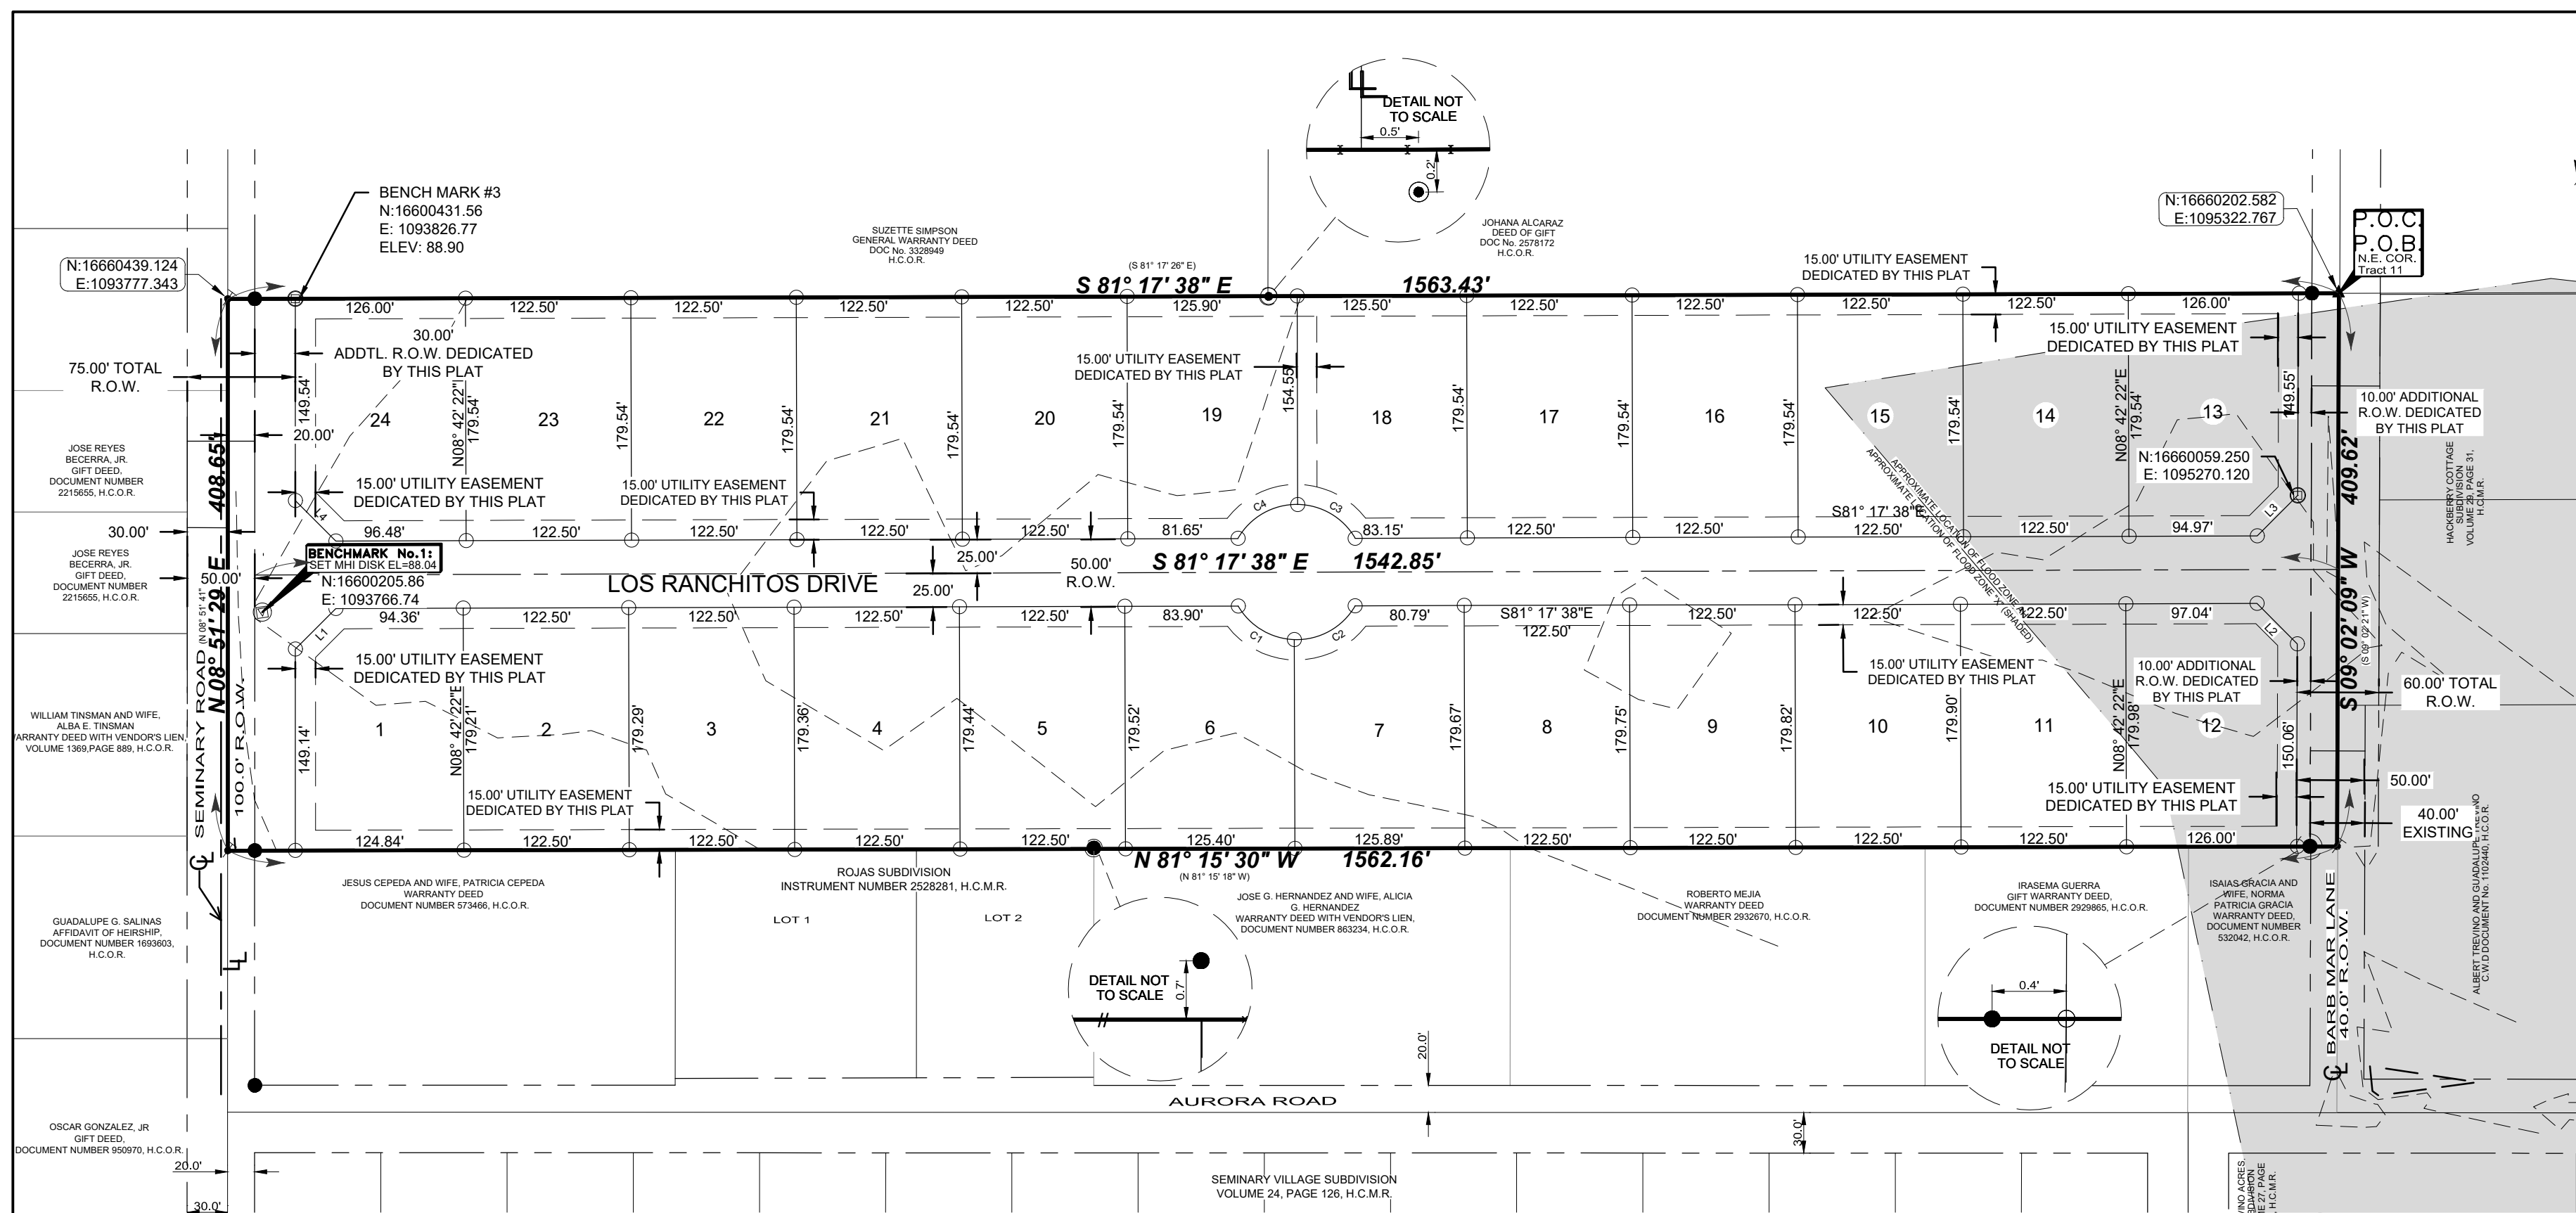 DETAIL NOT
TO SCALE
0.5'
0.2'
BENCH MARK #3
N:16600431.56
E: 1093826.77
ELEV: 88.90
N:16660439.124
E:1093777.343
SUZETTE SIMPSON
GENERAL WARRANTY DEED
DOC No. 3328949
H.C.O.R.
JOHANA ALCARAZ
DEED OF GIFT
DOC No. 2578172
H.C.O.R.
N:16660202.582
E:1095322.767
P.O.C.
P.O.B.
N.E. COR.
Tract 11
(S 81° 17' 26" E)
S 81° 17' 38" E 1563.43'
15.00' UTILITY EASEMENT
DEDICATED BY THIS PLAT
126.00' 122.50' 122.50' 122.50' 122.50' 125.90' 125.50' 122.50' 122.50' 122.50' 122.50' 126.00'
30.00'
ADDTL. R.O.W. DEDICATED
BY THIS PLAT
75.00' TOTAL
R.O.W.
15.00' UTILITY EASEMENT
DEDICATED BY THIS PLAT
15.00' UTILITY EASEMENT
DEDICATED BY THIS PLAT
10.00' ADDITIONAL
R.O.W. DEDICATED
BY THIS PLAT
149.54'
N08° 42' 22"E
179.54'
179.54'
179.54'
179.54'
179.54'
154.55'
179.54'
179.54'
179.54'
179.54'
N08° 42' 22"E
179.54'
149.55'
24 23 22 21 20 19 18 17 16 15 14 13
20.00'
408.65'
N 08° 51' 29" E
(N 08° 51' 41"
409.62'
S 09° 02' 09" W
(S 09° 02' 21" W)
JOSE REYES
BECERRA, JR.
GIFT DEED,
DOCUMENT NUMBER
2215655, H.C.O.R.
HACKBERRY COTTAGE
SUBDIVISION
VOLUME 29, PAGE 31,
H.C.M.R.
N:16660059.250
E: 1095270.120
15.00' UTILITY EASEMENT
DEDICATED BY THIS PLAT
15.00' UTILITY EASEMENT
DEDICATED BY THIS PLAT
APPROXIMATE LOCATION OF FLOOD ZONE
APPROXIMATE LOCATION OF FLOOD ZONE "X" (SHADED)
L4 C4 C3 L3
30.00'
96.48' 122.50' 122.50' 122.50' 122.50' 81.65' 83.15' 122.50' 122.50' S81° 17' 38"E 122.50' 122.50' 94.97'
JOSE REYES
BECERRA, JR.
GIFT DEED,
DOCUMENT NUMBER
2215655, H.C.O.R.
50.00'
BENCHMARK No.1:
SET MHI DISK EL=88.04
N:16600205.86
E: 1093766.74
LOS RANCHITOS DRIVE
25.00'
25.00'
50.00'
R.O.W.
S 81° 17' 38" E 1542.85'
94.36' 122.50' 122.50' 122.50' 122.50' 83.90' 80.79' S81° 17' 38"E 122.50' 122.50' 122.50' 122.50' 97.04'
L1 C1 C2 L2
15.00' UTILITY EASEMENT
DEDICATED BY THIS PLAT
15.00' UTILITY EASEMENT
DEDICATED BY THIS PLAT
10.00' ADDITIONAL
R.O.W. DEDICATED
BY THIS PLAT
60.00' TOTAL
R.O.W.
WILLIAM TINSMAN AND WIFE,
ALBA E. TINSMAN
ARRANTY DEED WITH VENDOR'S LIEN,
VOLUME 1369,PAGE 889, H.C.O.R.
SEMINARY ROAD
100.0' R.O.W.
1 2 3 4 5 6 7 8 9 10 11 12
149.14'
N08° 42' 22"E
179.21'
179.29'
179.36'
179.44'
179.52'
179.67'
179.75'
179.82'
179.90'
N08° 42' 22"E
179.98'
150.06'
15.00' UTILITY EASEMENT
DEDICATED BY THIS PLAT
15.00' UTILITY EASEMENT
DEDICATED BY THIS PLAT
50.00'
40.00'
EXISTING
124.84' 122.50' 122.50' 122.50' 122.50' 125.40' 125.89' 122.50' 122.50' 122.50' 122.50' 126.00'
N 81° 15' 30" W 1562.16'
(N 81° 15' 18" W)
JESUS CEPEDA AND WIFE, PATRICIA CEPEDA
WARRANTY DEED
DOCUMENT NUMBER 573466, H.C.O.R.
ROJAS SUBDIVISION
INSTRUMENT NUMBER 2528281, H.C.M.R.
LOT 1 LOT 2
JOSE G. HERNANDEZ AND WIFE, ALICIA
G. HERNANDEZ
WARRANTY DEED WITH VENDOR'S LIEN,
DOCUMENT NUMBER 863234, H.C.O.R.
ROBERTO MEJIA
WARRANTY DEED
DOCUMENT NUMBER 2932670, H.C.O.R.
IRASEMA GUERRA
GIFT WARRANTY DEED,
DOCUMENT NUMBER 2929865, H.C.O.R.
ISAIAS GRACIA AND
WIFE, NORMA
PATRICIA GRACIA
WARRANTY DEED,
DOCUMENT NUMBER
532042, H.C.O.R.
BARB MAR LANE
40.0' R.O.W.
ALBERT TREVINO AND GUADALUPE TREVINO
C.W.D DOCUMENT No. 1102440, H.C.O.R.
GUADALUPE G. SALINAS
AFFIDAVIT OF HEIRSHIP,
DOCUMENT NUMBER 1693603,
H.C.O.R.
DETAIL NOT
TO SCALE
0.7'
0.4'
DETAIL NOT
TO SCALE
20.0'
AURORA ROAD
OSCAR GONZALEZ, JR
GIFT DEED,
DOCUMENT NUMBER 950970, H.C.O.R.
20.0'
30.0'
30.0'
SEMINARY VILLAGE SUBDIVISION
VOLUME 24, PAGE 126, H.C.M.R.